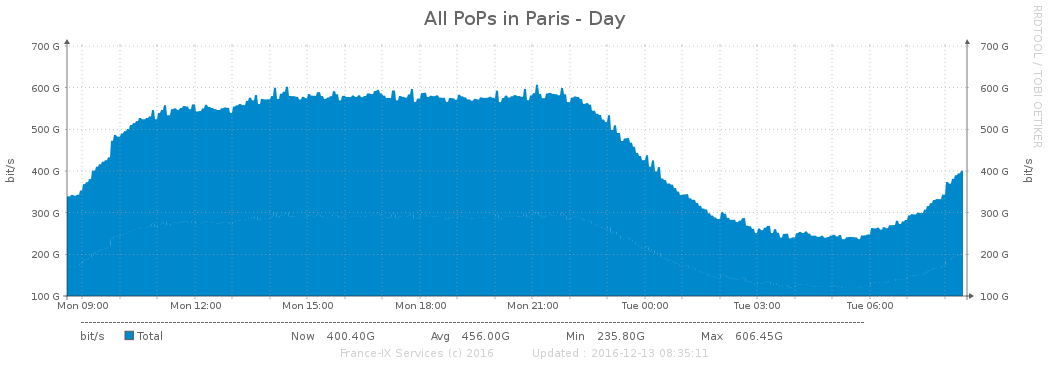 All PoPs in Paris - Day
RRDTOOL / TOBI OETIKER
bit/s
700 G
600 G
500 G
400 G
300 G
200 G
100 G
700 G
600 G
500 G
400 G
300 G
200 G
100 G
bit/s
Mon 09:00 Mon 12:00 Mon 15:00 Mon 18:00 Mon 21:00 Tue 00:00 Tue 03:00 Tue 06:00
bit/s Total Now 400.40G Avg 456.00G Min 235.80G Max 606.45G
France-IX Services (c) 2016 Updated : 2016-12-13 08:35:11